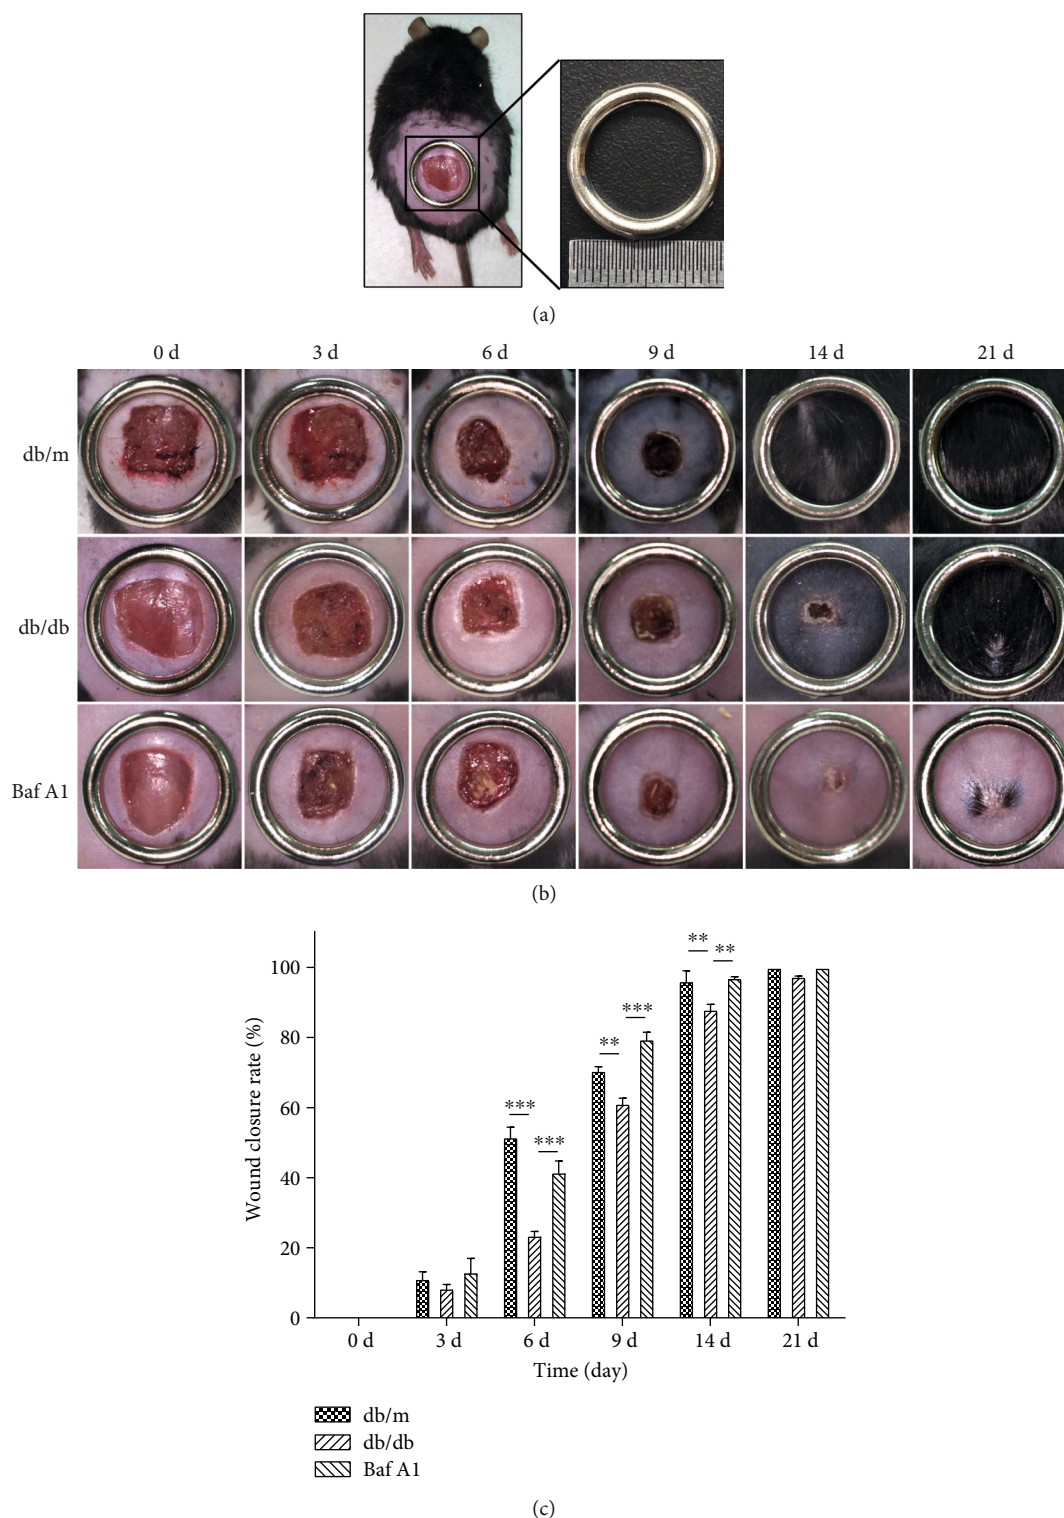 (a)
0 d 3 d 6 d 9 d 14 d 21 d
db/m
db/db
Baf A1
(b)
** **
***
**
***
***
100
80
60
40
20
0
Wound closure rate (%)
0 d 3 d 6 d 9 d 14 d 21 d
Time (day)
db/m
db/db
Baf A1
(c)